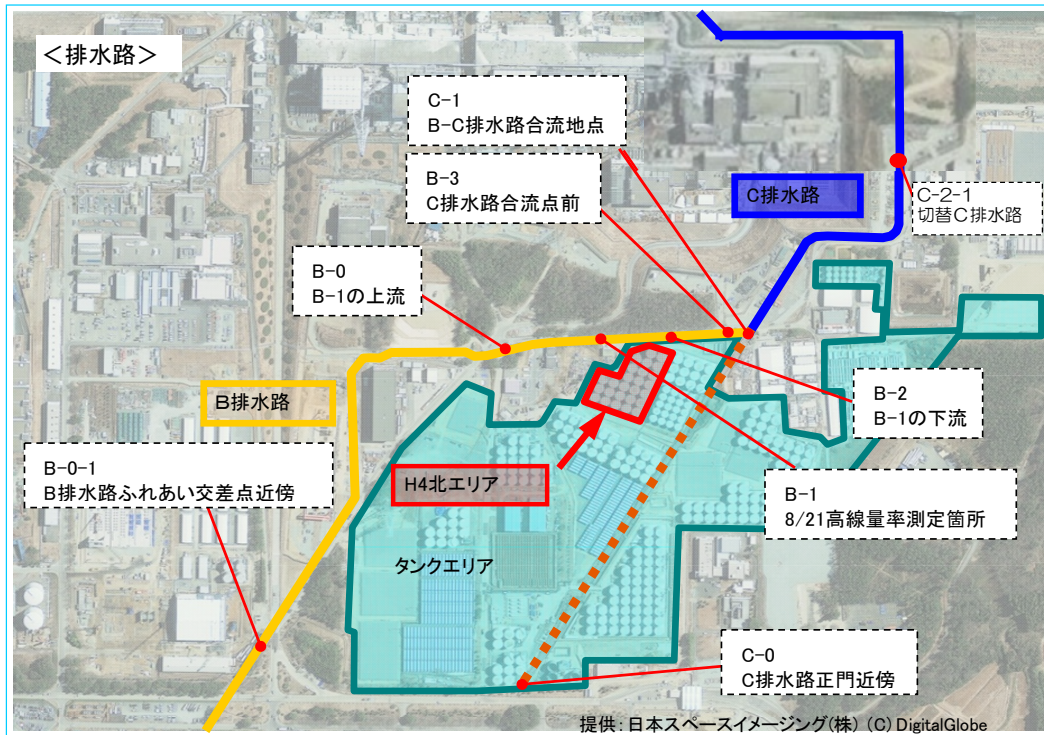 <排水路>
C-1
B-C排水路合流地点
B-3
C排水路合流点前
C排水路
C-2-1
切替C排水路
B-0
B-1の上流
B排水路
B-2
B-1の下流
B-0-1
B排水路ふれあい交差点近傍
H4北エリア
B-1
8/21高線量率測定箇所
タンクエリア
C-0
C排水路正門近傍
提供:日本スペースイメージング(株) (C)DigitalGlobe